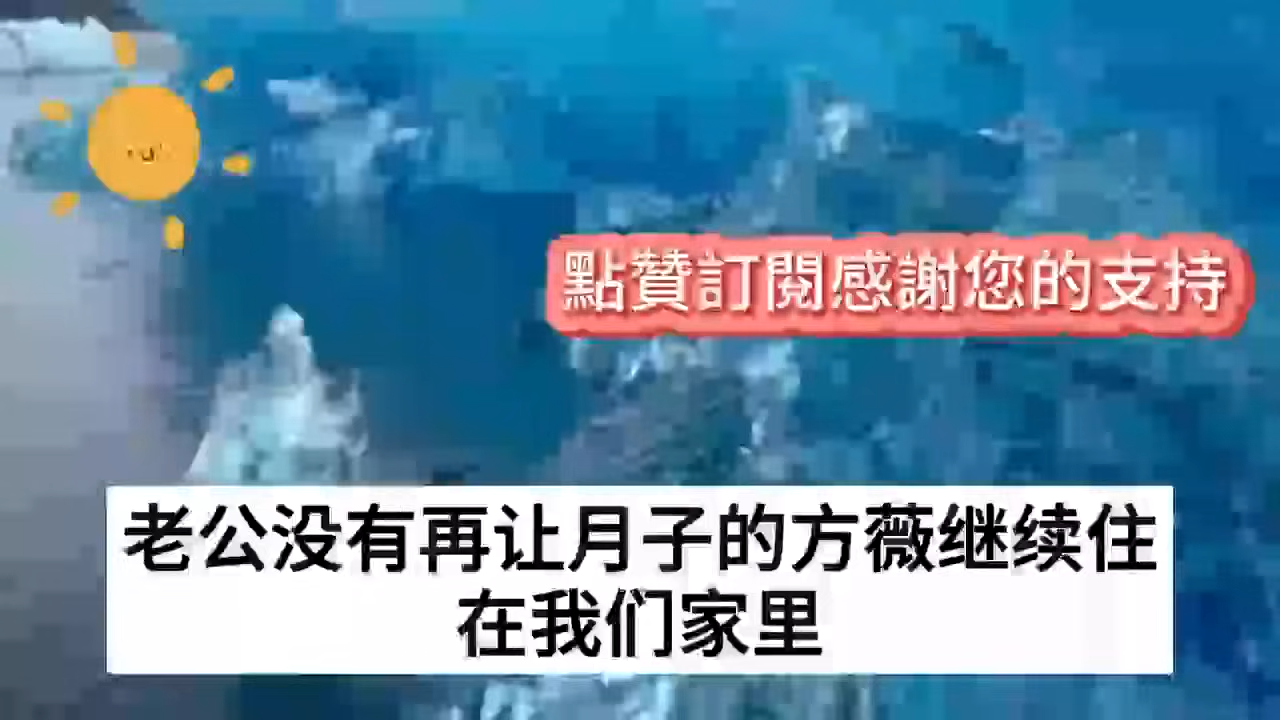 點贊訂閱感謝您的支持
老公没有再让月子的方薇继续住
在我们家里